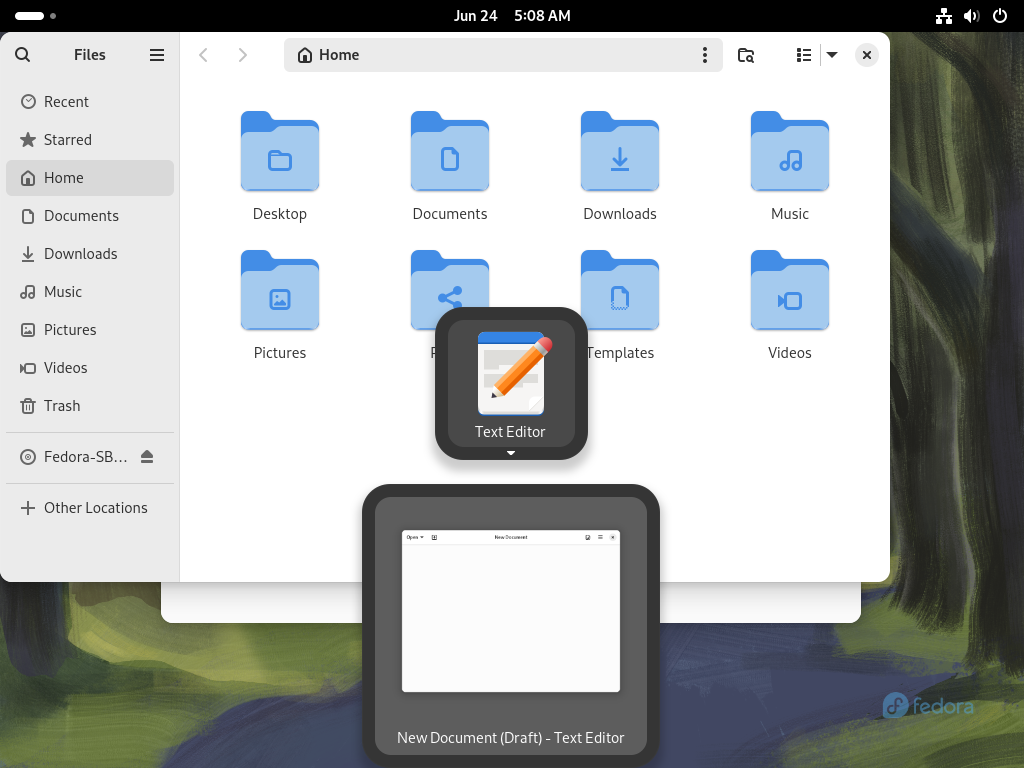 Jun 24 5:08 AM
Files
Home
Recent
Starred
Home
Documents
Downloads
Music
Pictures
Videos
Trash
Fedora-SB...
Other Locations
Desktop Documents Downloads Music
Pictures Templates Videos
Text Editor
Open New Document
New Document (Draft) - Text Editor
fedora